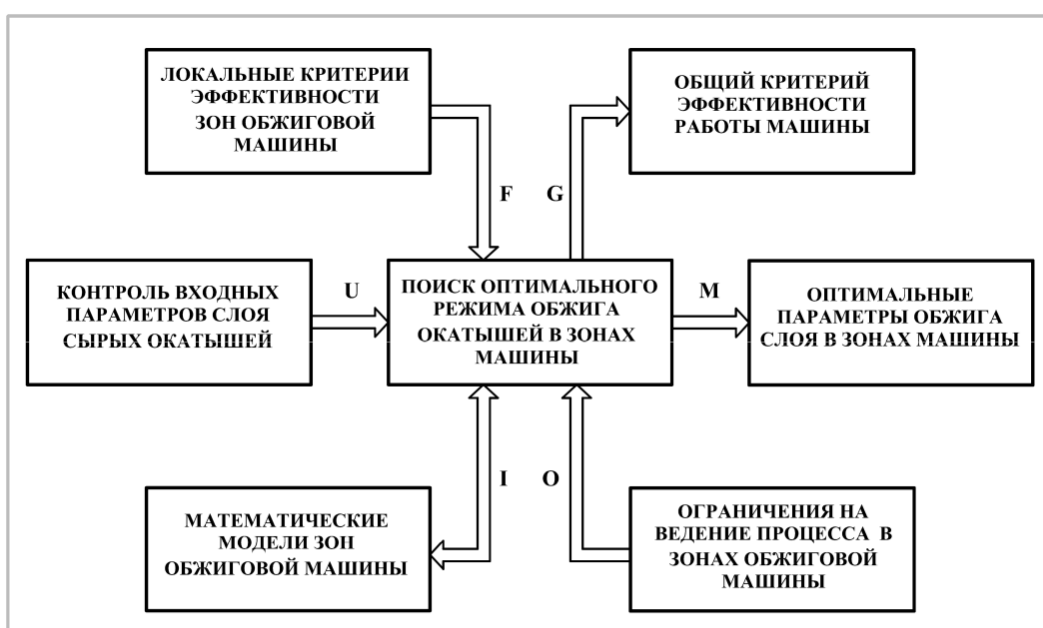 ЛОКАЛЬНЫЕ КРИТЕРИИ
ЭФФЕКТИВНОСТИ
ЗОН ОБЖИГОВОЙ
МАШИНЫ
ОБЩИЙ КРИТЕРИЙ
ЭФФЕКТИВНОСТИ
РАБОТЫ МАШИНЫ
F
G
КОНТРОЛЬ ВХОДНЫХ
ПАРАМЕТРОВ СЛОЯ
СЫРЫХ ОКАТЫШЕЙ
U
ПОИСК ОПТИМАЛЬНОГО
РЕЖИМА ОБЖИГА
ОКАТЫШЕЙ В ЗОНАХ
МАШИНЫ
M
ОПТИМАЛЬНЫЕ
ПАРАМЕТРЫ ОБЖИГА
СЛОЯ В ЗОНАХ МАШИНЫ
I
O
МАТЕМАТИЧЕСКИЕ
МОДЕЛИ ЗОН
ОБЖИГОВОЙ МАШИНЫ
ОГРАНИЧЕНИЯ НА
ВЕДЕНИЕ ПРОЦЕССА В
ЗОНАХ ОБЖИГОВОЙ
МАШИНЫ